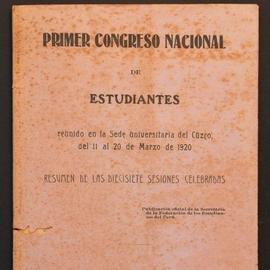 PRIMER CONGRESO NACIONAL
DE
ESTUDIANTES
reúnido en la Sede universitaria del Cúzco,
del 11 al 20 de Marzo de 1920
RESUMEN DE LAS DIECISIETE SESIONES CELEBRADAS
Publicación oficial de la Secretaría
de la Federación de los Estudian-
tes del Perú.